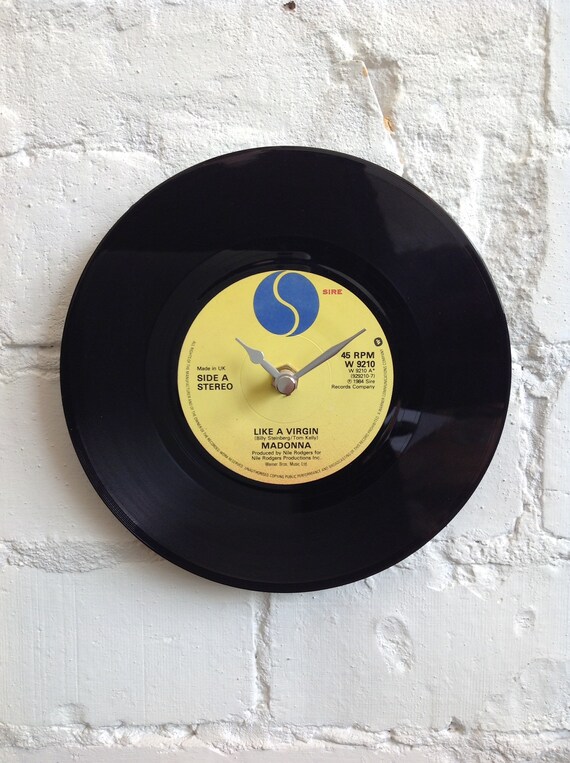 SIRE
45 RPM
W 9210
W 9210 A*
(929210-7)
℗ 1984 Sire
Records Company
Made in UK
SIDE A
STEREO
LIKE A VIRGIN
(Billy Steinberg/Tom Kelly)
MADONNA
Produced by Nile Rodgers for
Nile Rodgers Productions Inc.
Warner Bros. Music Ltd.